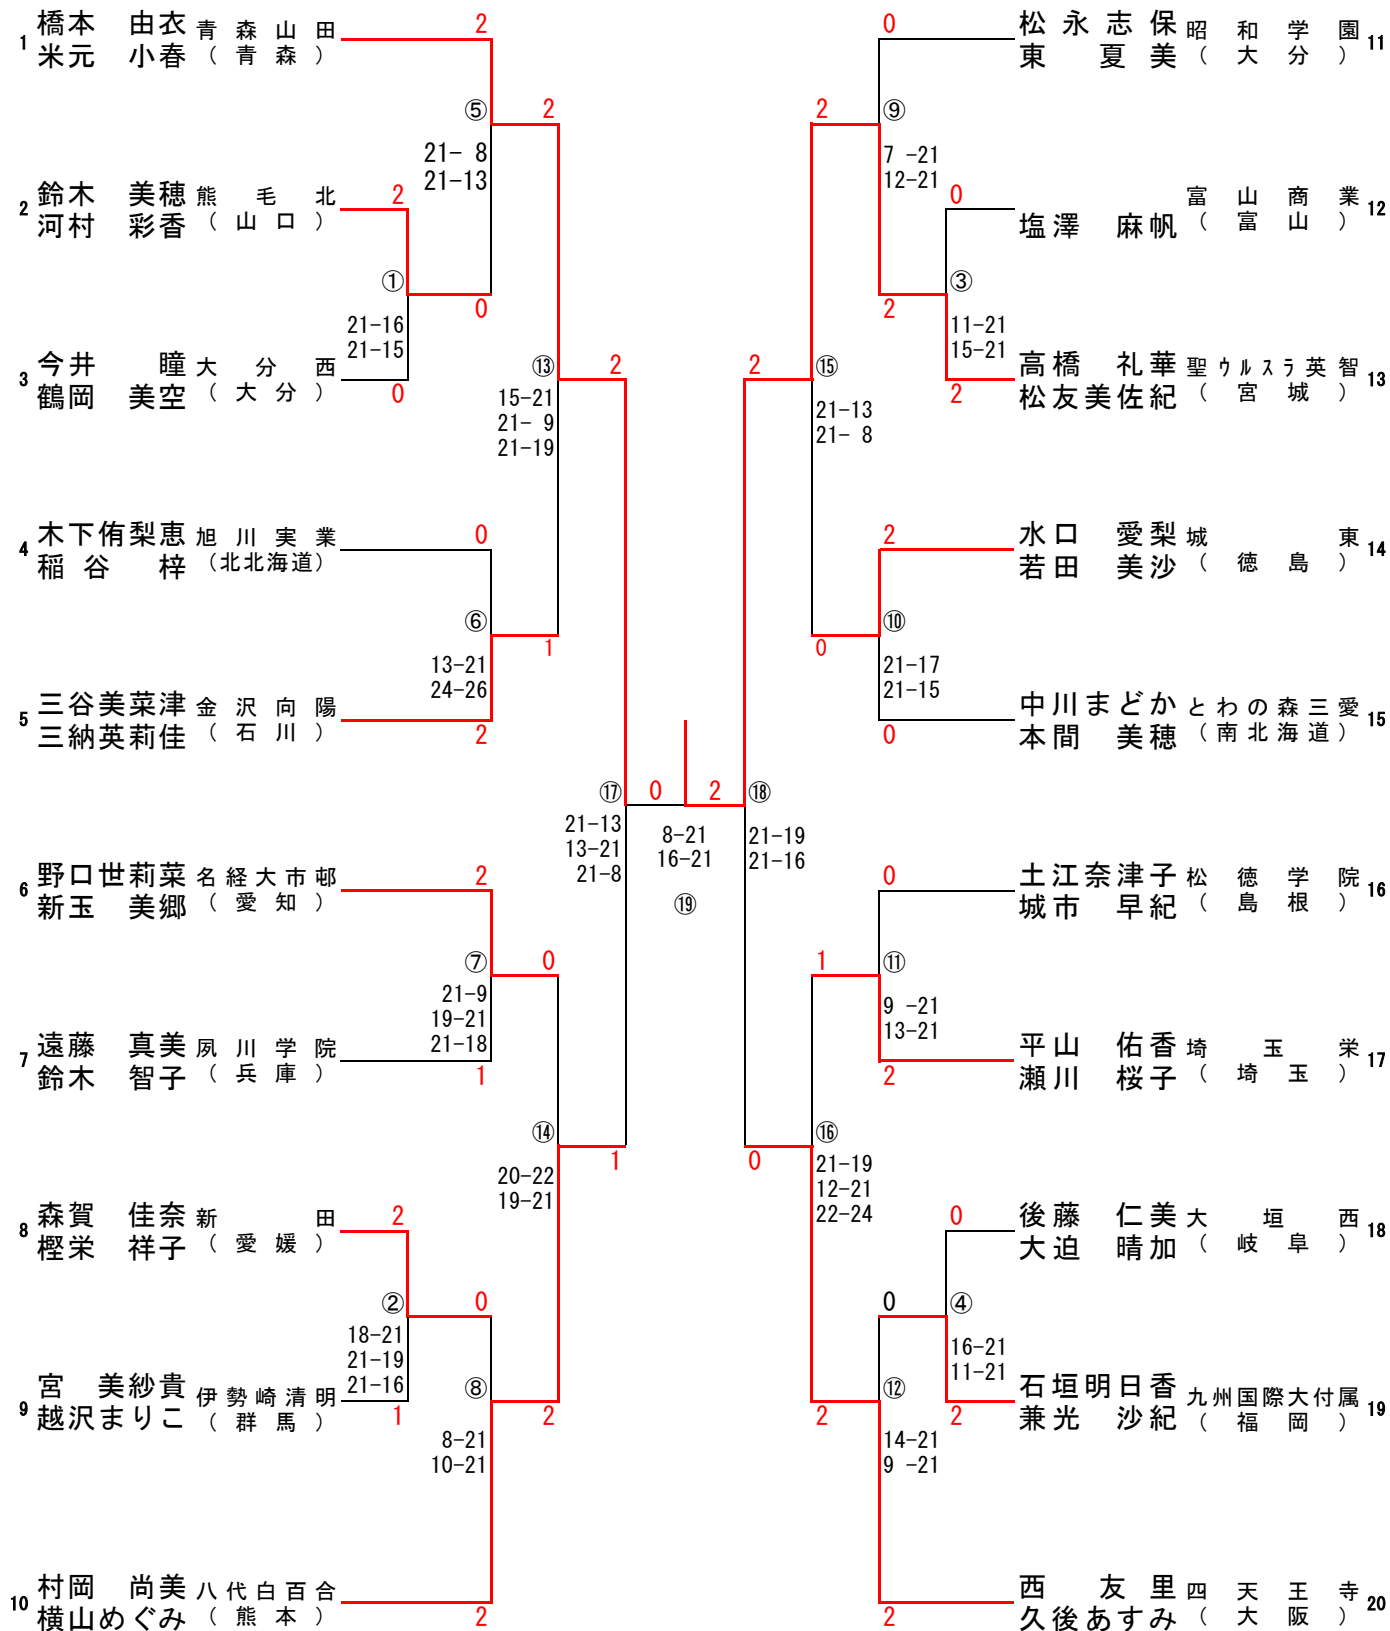 1 橋本 由衣 青森山田 2
米元 小春 (青森)
⑤ 2
21- 8
21-13
2 鈴木 美穂 熊毛北 2
河村 彩香 (山口)
① 0
21-16
21-15
3 今井 瞳 大分西 0
鶴岡 美空 (大分)
⑬ 2
15-21
21- 9
21-19
4 木下侑梨恵 旭川実業 0
稲谷 梓 (北北海道)
⑥ 1
13-21
24-26
5 三谷美菜津 金沢向陽 2
三納英莉佳 (石川)
⑰ 0
21-13
13-21
21-8
6 野口世莉菜 名経大市邨 2
新玉 美郷 (愛知)
⑦ 0
21-9
19-21
21-18
7 遠藤 真美 夙川学院 1
鈴木 智子 (兵庫)
⑭ 1
20-22
19-21
8 森賀 佳奈 新田 2
樫栄 祥子 (愛媛)
② 0
18-21
21-19
21-16
9 宮 美紗貴 伊勢崎清明 1
越沢まりこ (群馬)
⑧ 2
8-21
10-21
10 村岡 尚美 八代白百合 2
横山めぐみ (熊本)
8-21
16-21
⑲
0 松永志保 昭和学園 11
東 夏美 (大分)
2 ⑨
7 -21
12-21
0 富山商業 12
塩澤 麻帆 (富山)
2 ③
11-21
15-21
2 高橋 礼華 聖ウルスラ英智 13
松友美佐紀 (宮城)
2 ⑮
21-13
21- 8
2 水口 愛梨 城東 14
若田 美沙 (徳島)
0 ⑩
21-17
21-15
0 中川まどか とわの森三愛 15
本間 美穂 (南北海道)
2 ⑱
21-19
21-16
0 土江奈津子 松徳学院 16
城市 早紀 (島根)
1 ⑪
9 -21
13-21
2 平山 佑香 埼玉栄 17
瀬川 桜子 (埼玉)
0 ⑯
21-19
12-21
22-24
0 後藤 仁美 大垣西 18
大迫 晴加 (岐阜)
0 ④
16-21
11-21
2 石垣明日香 九州国際大付属 19
兼光 沙紀 (福岡)
2 ⑫
14-21
9 -21
2 西 友里 四天王寺 20
久後あすみ (大阪)